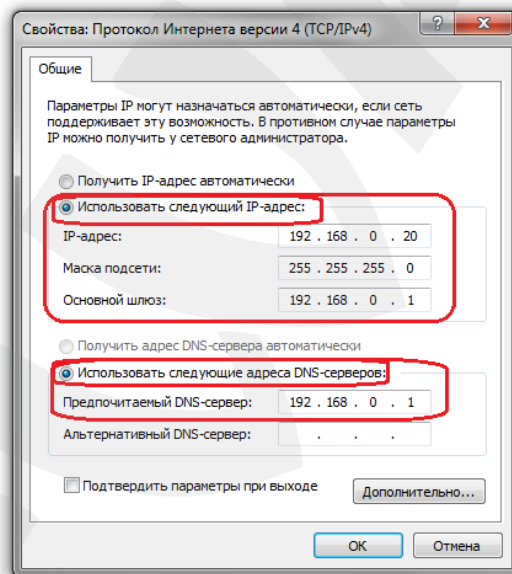 Свойства: Протокол Интернета версии 4 (TCP/IPv4)
Общие
Параметры IP могут назначаться автоматически, если сеть
поддерживает эту возможность. В противном случае параметры
IP можно получить у сетевого администратора.
Получить IP-адрес автоматически
Использовать следующий IP-адрес:
IP-адрес: 192 . 168 . 0 . 20
Маска подсети: 255 . 255 . 255 . 0
Основной шлюз: 192 . 168 . 0 . 1
Получить адрес DNS-сервера автоматически
Использовать следующие адреса DNS-серверов:
Предпочитаемый DNS-сервер: 192 . 168 . 0 . 1
Альтернативный DNS-сервер: . . .
Подтвердить параметры при выходе
Дополнительно...
OK Отмена